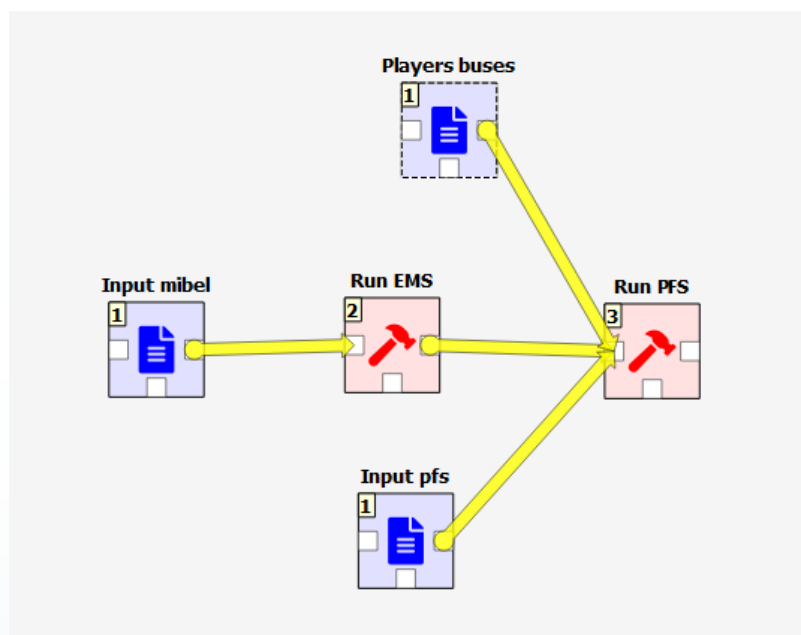 Players buses
1
Input mibel
1
Run EMS
2
Run PFS
3
Input pfs
1